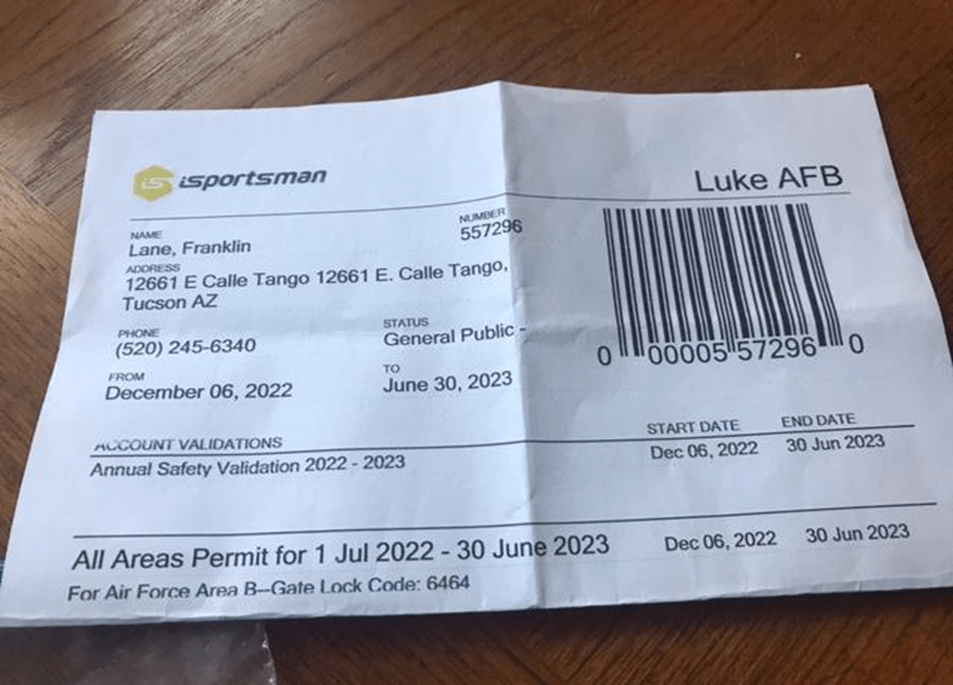 iS iSportsman
Luke AFB
NAME
Lane, Franklin
NUMBER
557296
ADDRESS
12661 E Calle Tango 12661 E. Calle Tango,
Tucson AZ
PHONE
(520) 245-6340
STATUS
General Public -
FROM
December 06, 2022
TO
June 30, 2023
0 00005 57296 0
ACCOUNT VALIDATIONS
START DATE
END DATE
Annual Safety Validation 2022 - 2023
Dec 06, 2022
30 Jun 2023
All Areas Permit for 1 Jul 2022 - 30 June 2023
Dec 06, 2022
30 Jun 2023
For Air Force Area B--Gate Lock Code: 6464